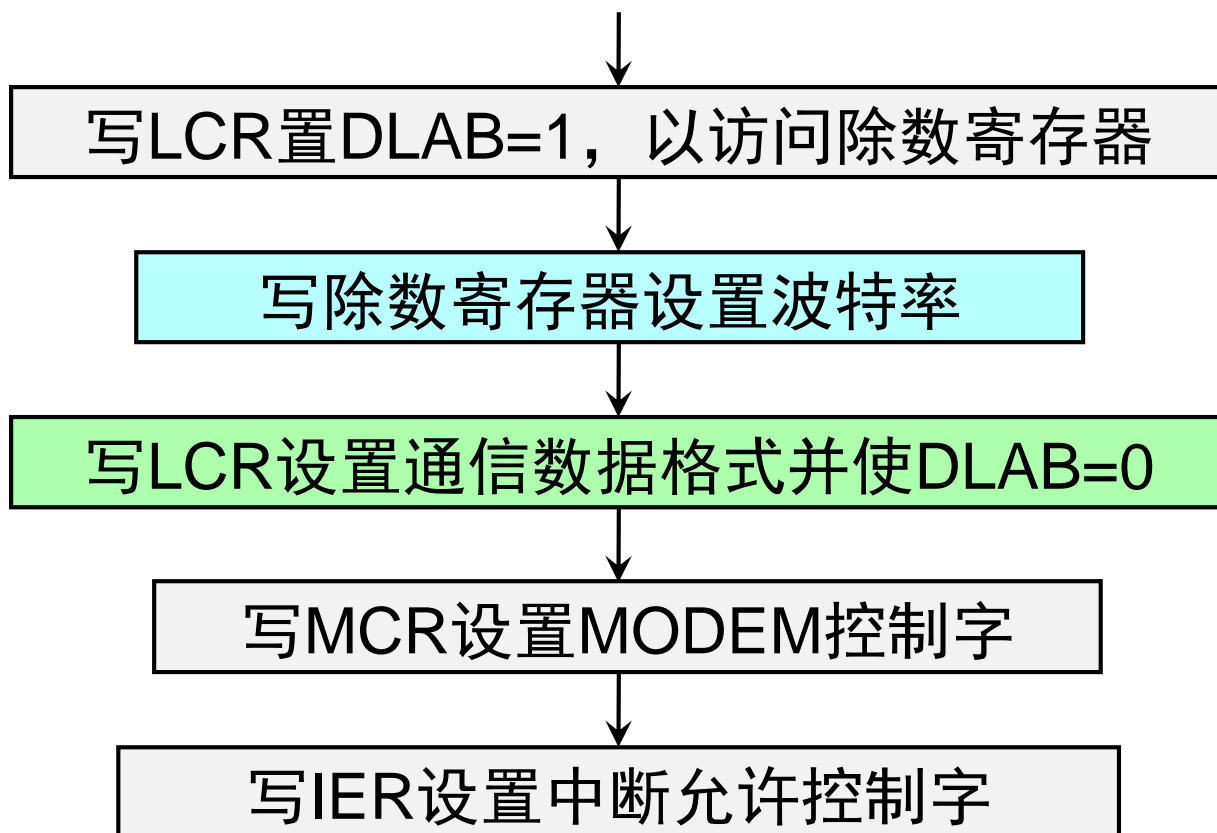 写LCR置DLAB=1，以访问除数寄存器
写除数寄存器设置波特率
写LCR设置通信数据格式并使DLAB=0
写MCR设置MODEM控制字
写IER设置中断允许控制字